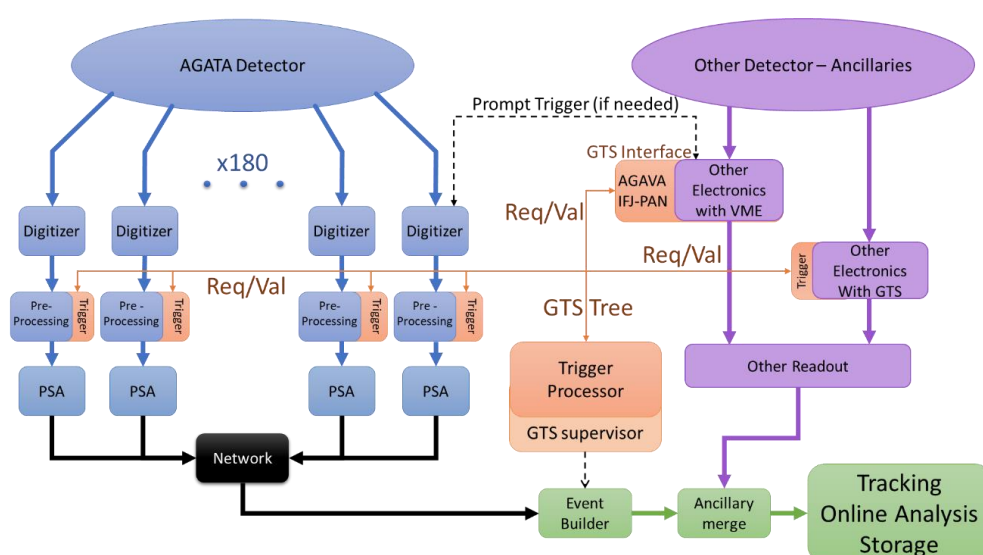 AGATA Detector
Other Detector – Ancillaries
Prompt Trigger (if needed)
x180
• • •
GTS Interface
AGAVA
IFJ-PAN
Other
Electronics
with VME
Req/Val
Digitizer
Digitizer
Digitizer
Digitizer
Req/Val
Req/Val
Trigger
Other
Electronics
With GTS
Pre-
Processing
Trigger
Pre -
Processing
Trigger
Pre -
Processing
Trigger
Pre -
Processing
Trigger
GTS Tree
PSA
PSA
PSA
PSA
Trigger
Processor
GTS supervisor
Other Readout
Network
Event
Builder
Ancillary
merge
Tracking
Online Analysis
Storage